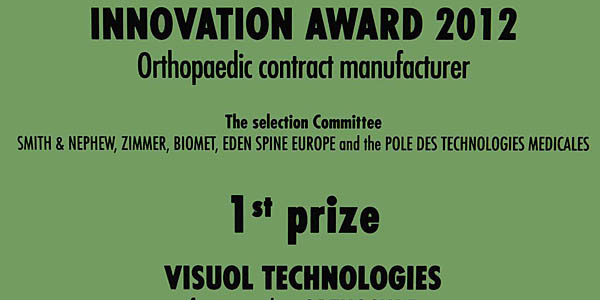 INNOVATION AWARD 2012
Orthopaedic contract manufacturer
The selection Committee
SMITH & NEPHEW, ZIMMER, BIOMET, EDEN SPINE EUROPE and the POLE DES TECHNOLOGIES MEDICALES
1st prize
VISUOL TECHNOLOGIES